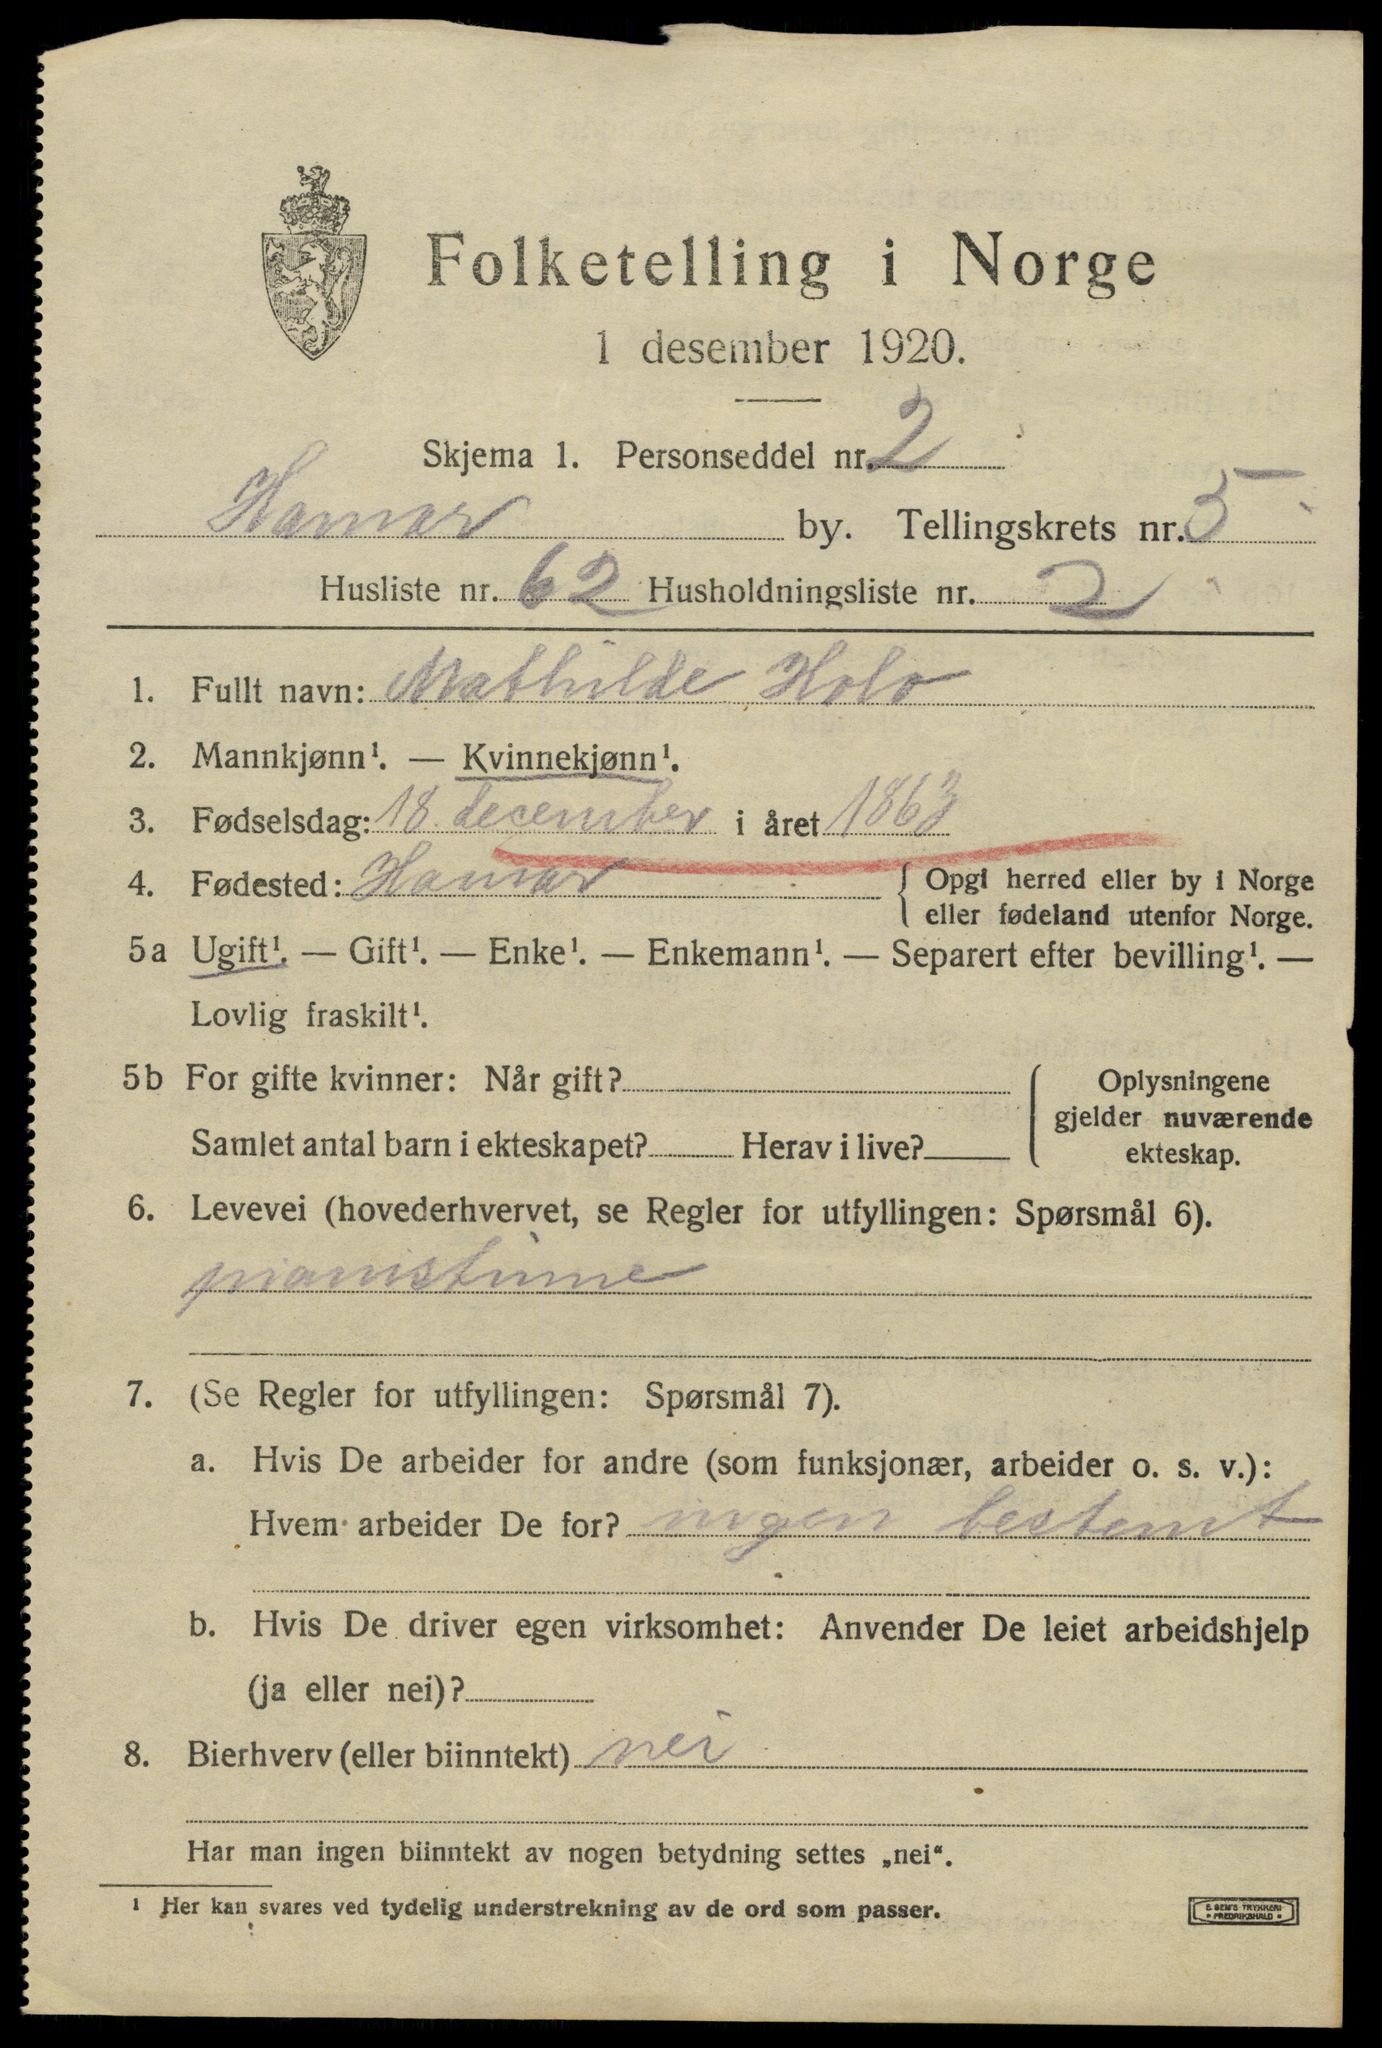 Folketelling i Norge
1 desember 1920.
Skjema 1. Personseddel nr. 2
Hamar by. Tellingskrets nr. 5
Husliste nr. 62 Husholdningsliste nr. 2
1. Fullt navn: Mathilde Holo
2. Mannkjønn¹. — Kvinnekjønn¹.
3. Fødselsdag: 18 december i året 1863
4. Fødested: Hamar { Opgi herred eller by i Norge
eller fødeland utenfor Norge.
5a Ugift¹. — Gift¹. — Enke¹. — Enkemann¹. — Separert efter bevilling¹. —
Lovlig fraskilt¹.
5b For gifte kvinner: Når gift? { Oplysningene
gjelder nuværende
Samlet antal barn i ekteskapet? Herav i live? ekteskap.
6. Levevei (hovederhvervet, se Regler for utfyllingen: Spørsmål 6).
pianistinne
7. (Se Regler for utfyllingen: Spørsmål 7).
a. Hvis De arbeider for andre (som funksjonær, arbeider o. s. v.):
Hvem arbeider De for? ingen bestemt
b. Hvis De driver egen virksomhet: Anvender De leiet arbeidshjelp
(ja eller nei)?
8. Bierhverv (eller biinntekt) nei
Har man ingen biinntekt av nogen betydning settes „nei“.
¹ Her kan svares ved tydelig understrekning av de ord som passer.
E SEM'S TRYKKERI
• FREDRIKSHALD •